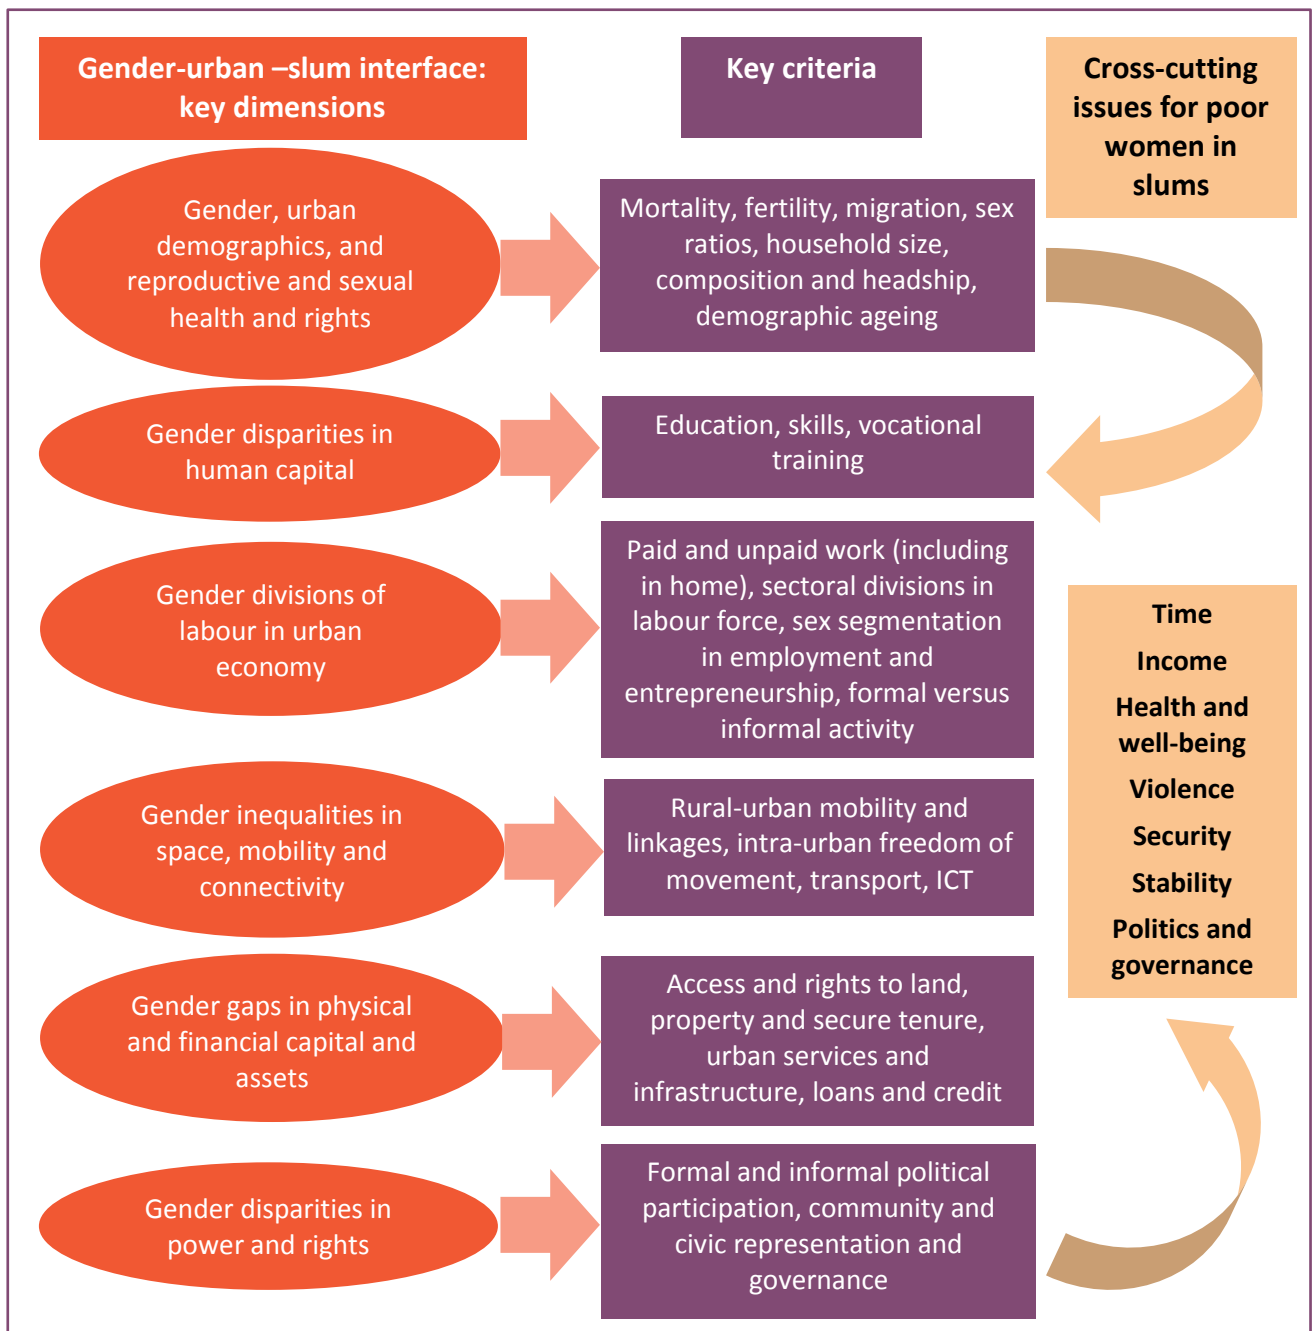 Gender-urban –slum interface:
key dimensions
Key criteria
Cross-cutting
issues for poor
women in
slums
Gender, urban
demographics, and
reproductive and sexual
health and rights
Mortality, fertility, migration, sex
ratios, household size,
composition and headship,
demographic ageing
Gender disparities in
human capital
Education, skills, vocational
training
Gender divisions of
labour in urban
economy
Paid and unpaid work (including
in home), sectoral divisions in
labour force, sex segmentation
in employment and
entrepreneurship, formal versus
informal activity
Gender inequalities in
space, mobility and
connectivity
Rural-urban mobility and
linkages, intra-urban freedom of
movement, transport, ICT
Gender gaps in physical
and financial capital and
assets
Access and rights to land,
property and secure tenure,
urban services and
infrastructure, loans and credit
Gender disparities in
power and rights
Formal and informal political
participation, community and
civic representation and
governance
Time
Income
Health and
well-being
Violence
Security
Stability
Politics and
governance